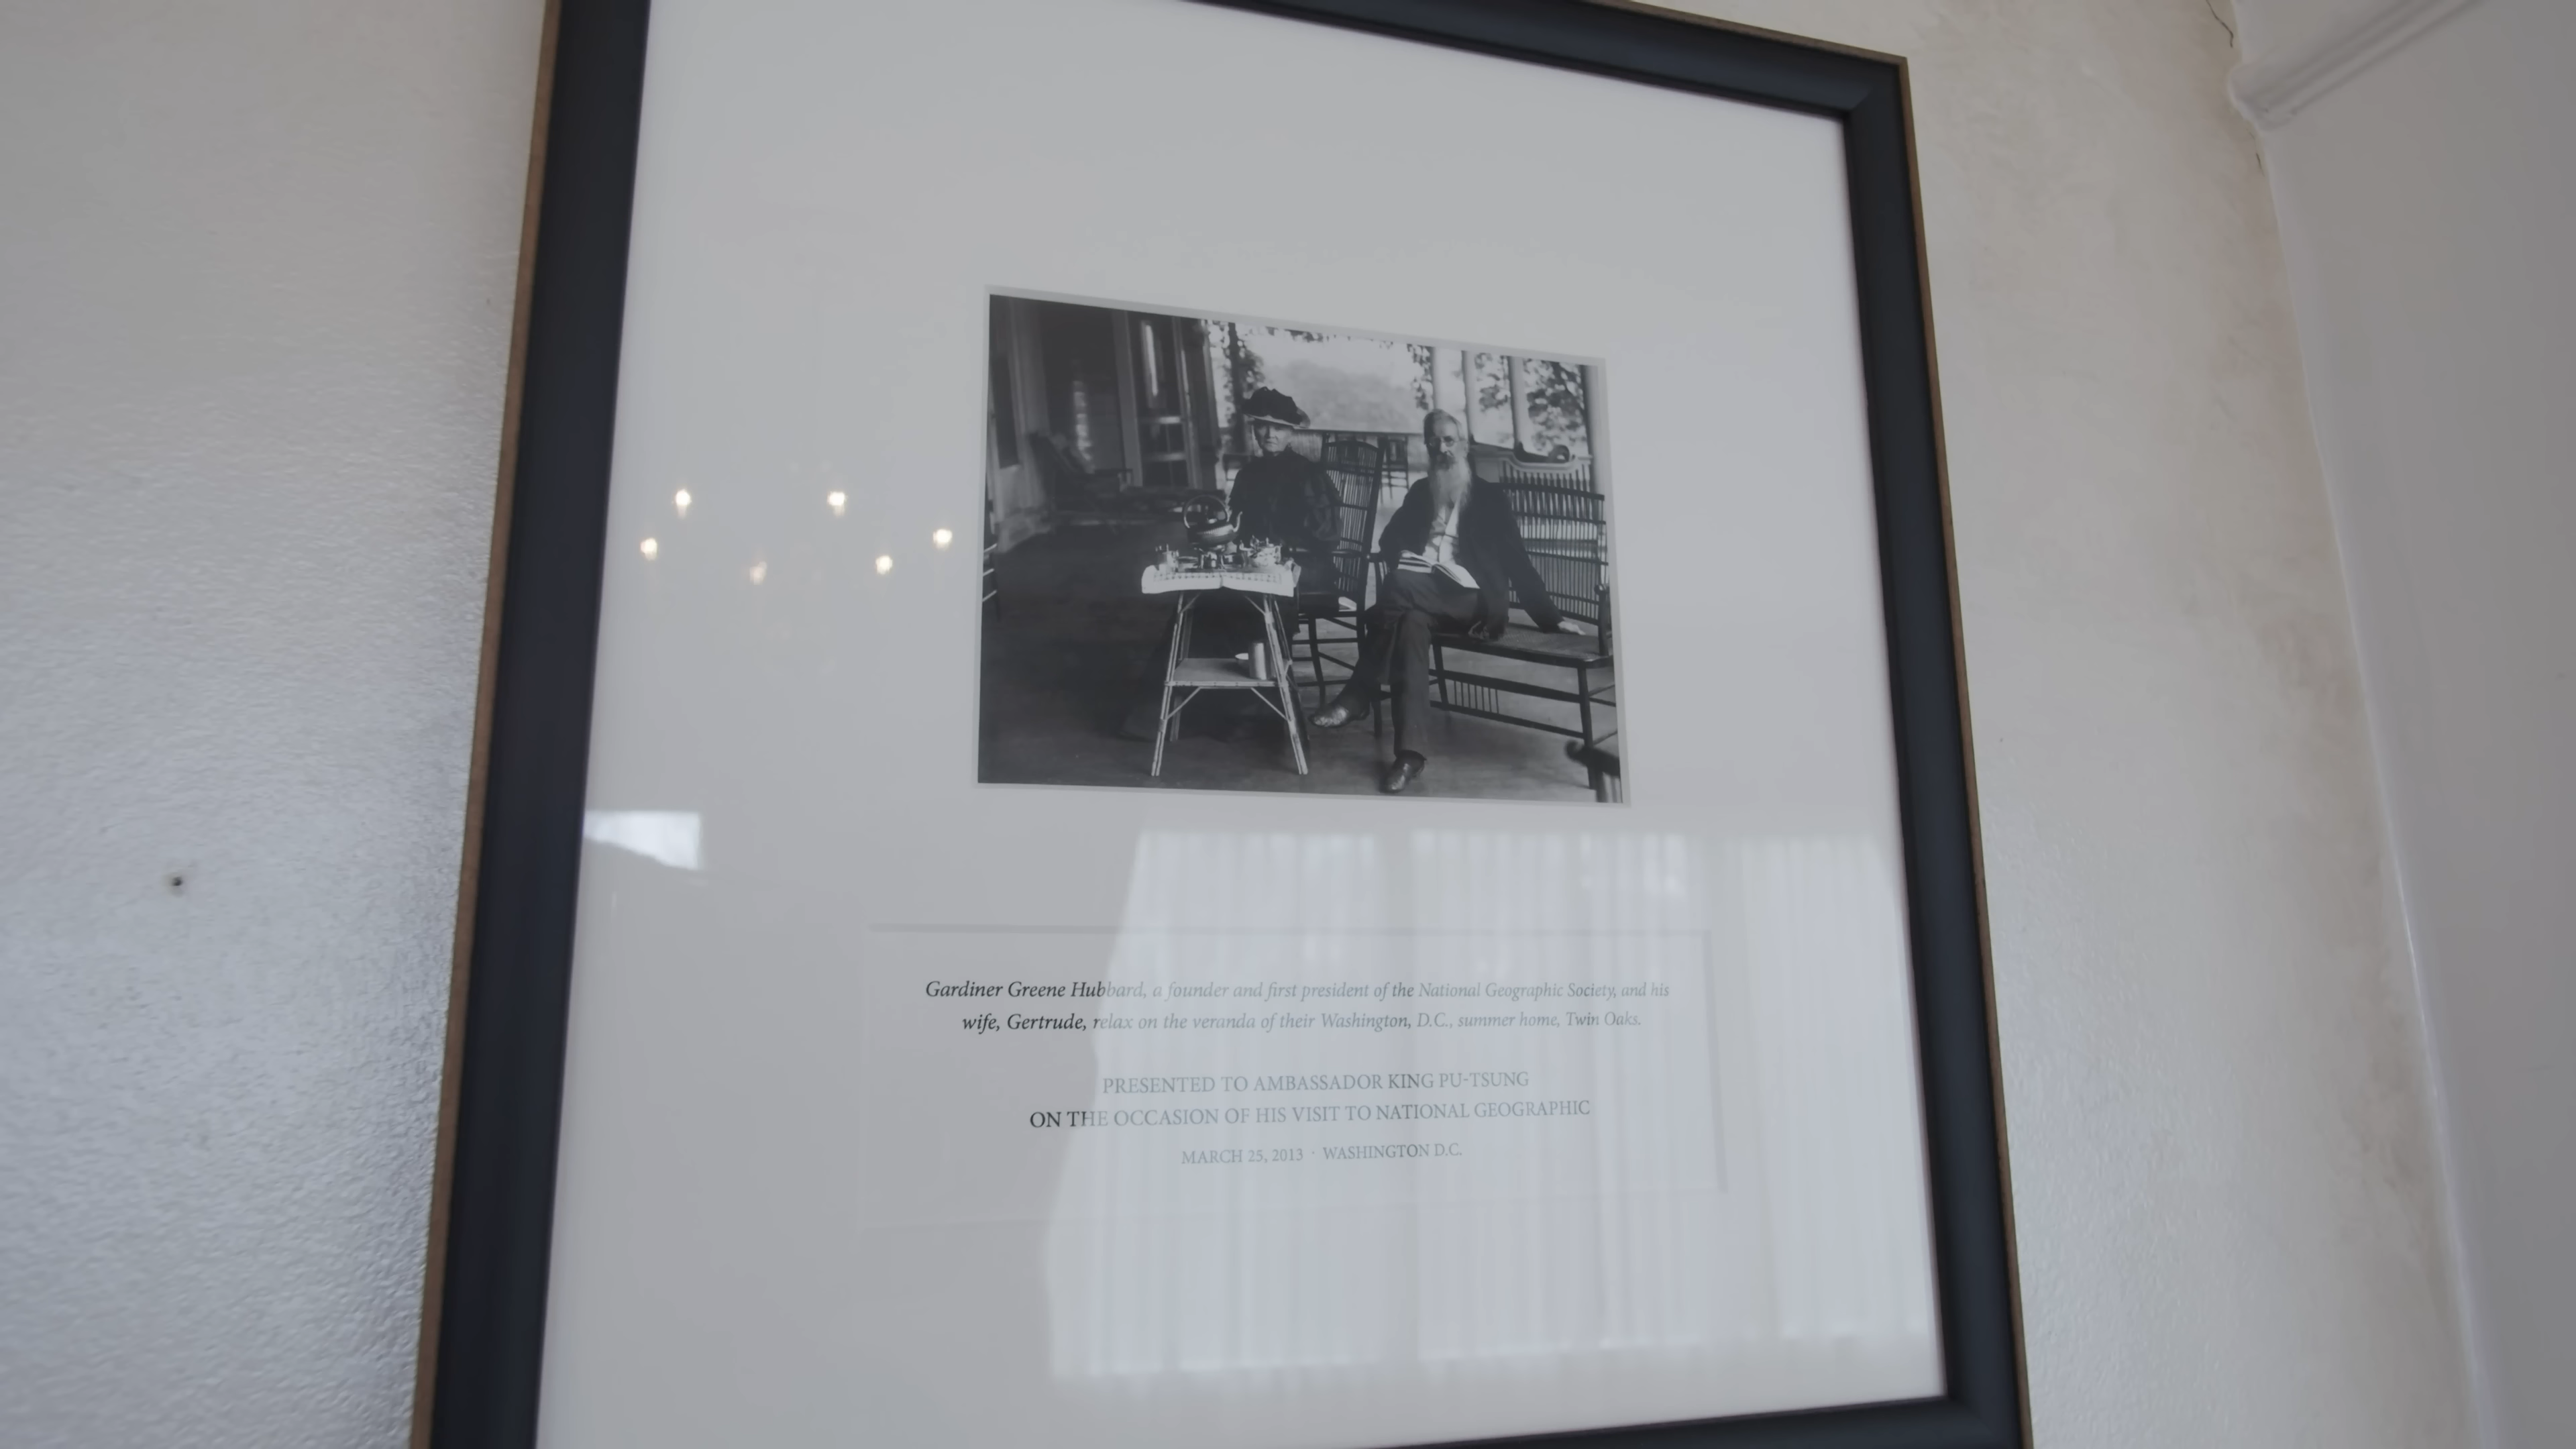 Gardiner Greene Hubbard, a founder and first president of the National Geographic Society, and his
wife, Gertrude, relax on the veranda of their Washington, D.C., summer home, Twin Oaks.
PRESENTED TO AMBASSADOR KING PU-TSUNG
ON THE OCCASION OF HIS VISIT TO NATIONAL GEOGRAPHIC
MARCH 25, 2013 · WASHINGTON D.C.